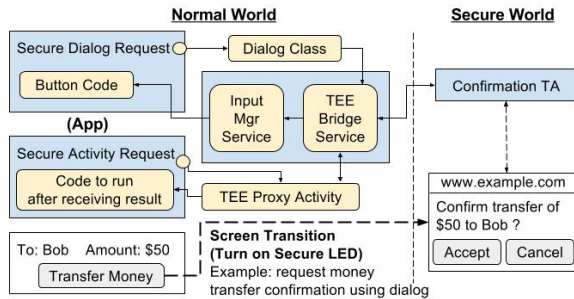 Normal World
Secure World
Secure Dialog Request
Button Code
Dialog Class
Input
Mgr
Service
TEE
Bridge
Service
Confirmation TA
(App)
Secure Activity Request
Code to run
after receiving result
TEE Proxy Activity
To: Bob Amount: $50
Transfer Money
Screen Transition
(Turn on Secure LED)
Example: request money
transfer confirmation using dialog
www.example.com
Confirm transfer of
$50 to Bob ?
Accept Cancel